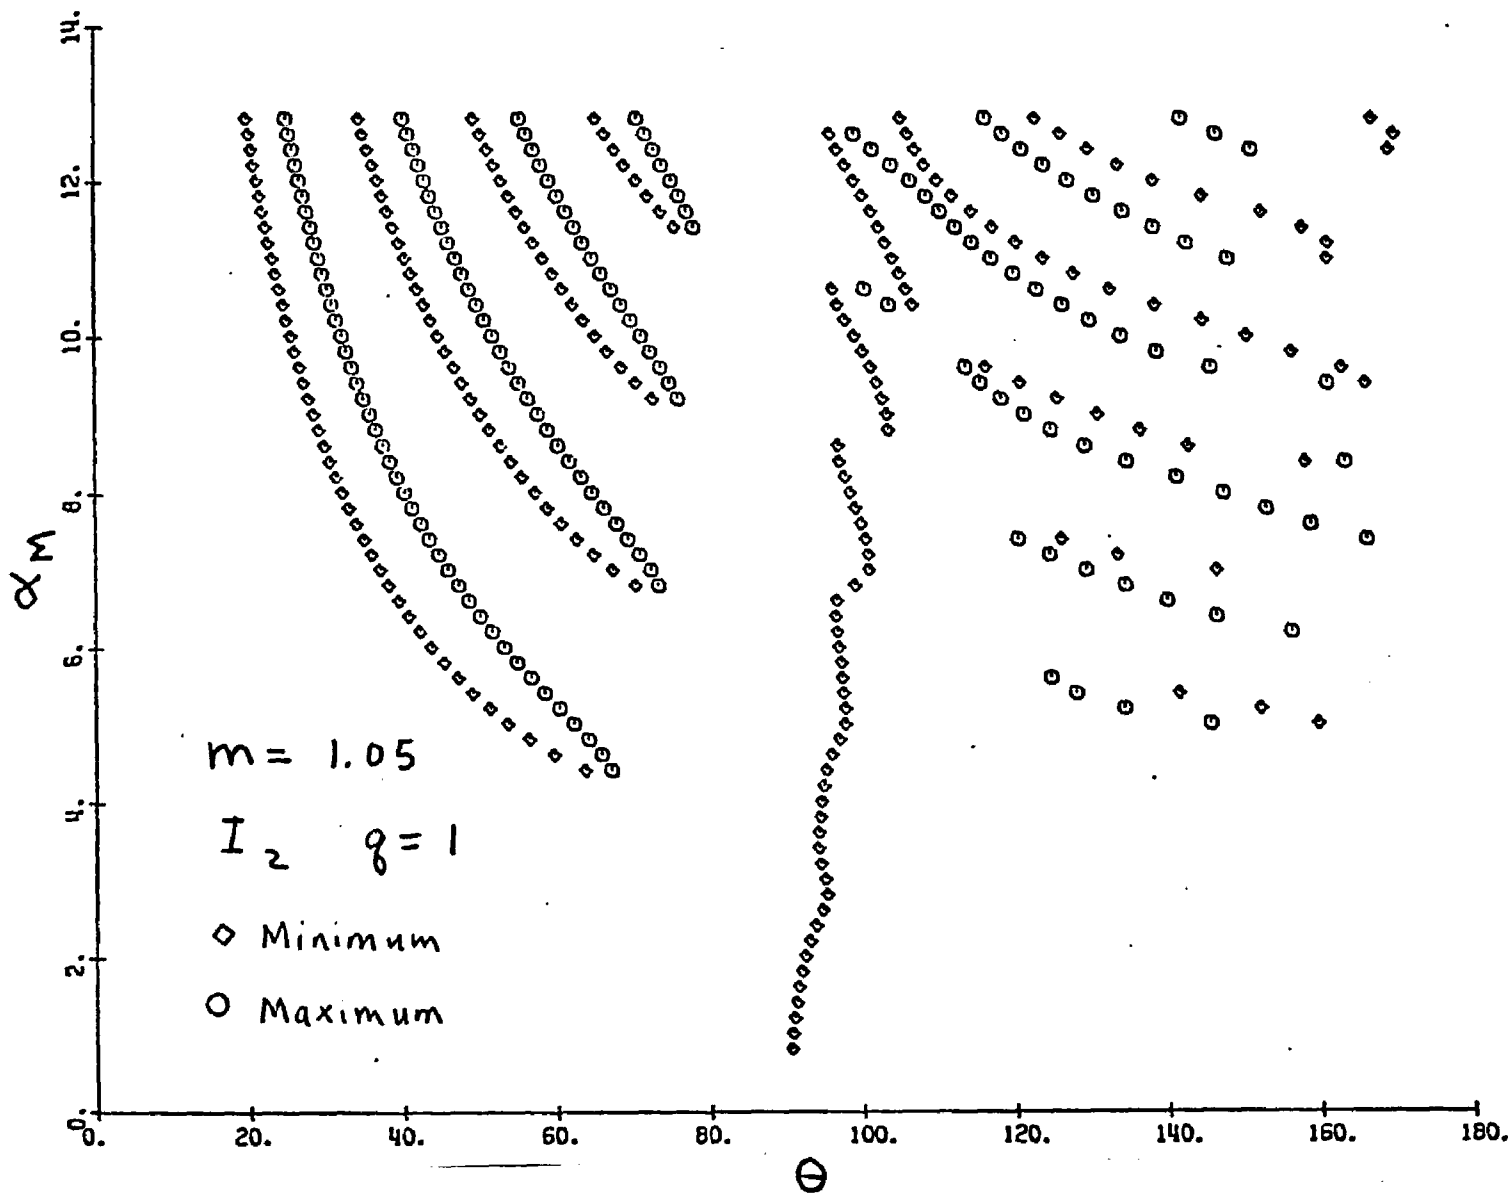 14.
12.
10.
8.
6.
4.
2.
0.
αM
m = 1.05
I2 q = 1
◇ Minimum
○ Maximum
0. 20. 40. 60. 80. 100. 120. 140. 160. 180.
Θ